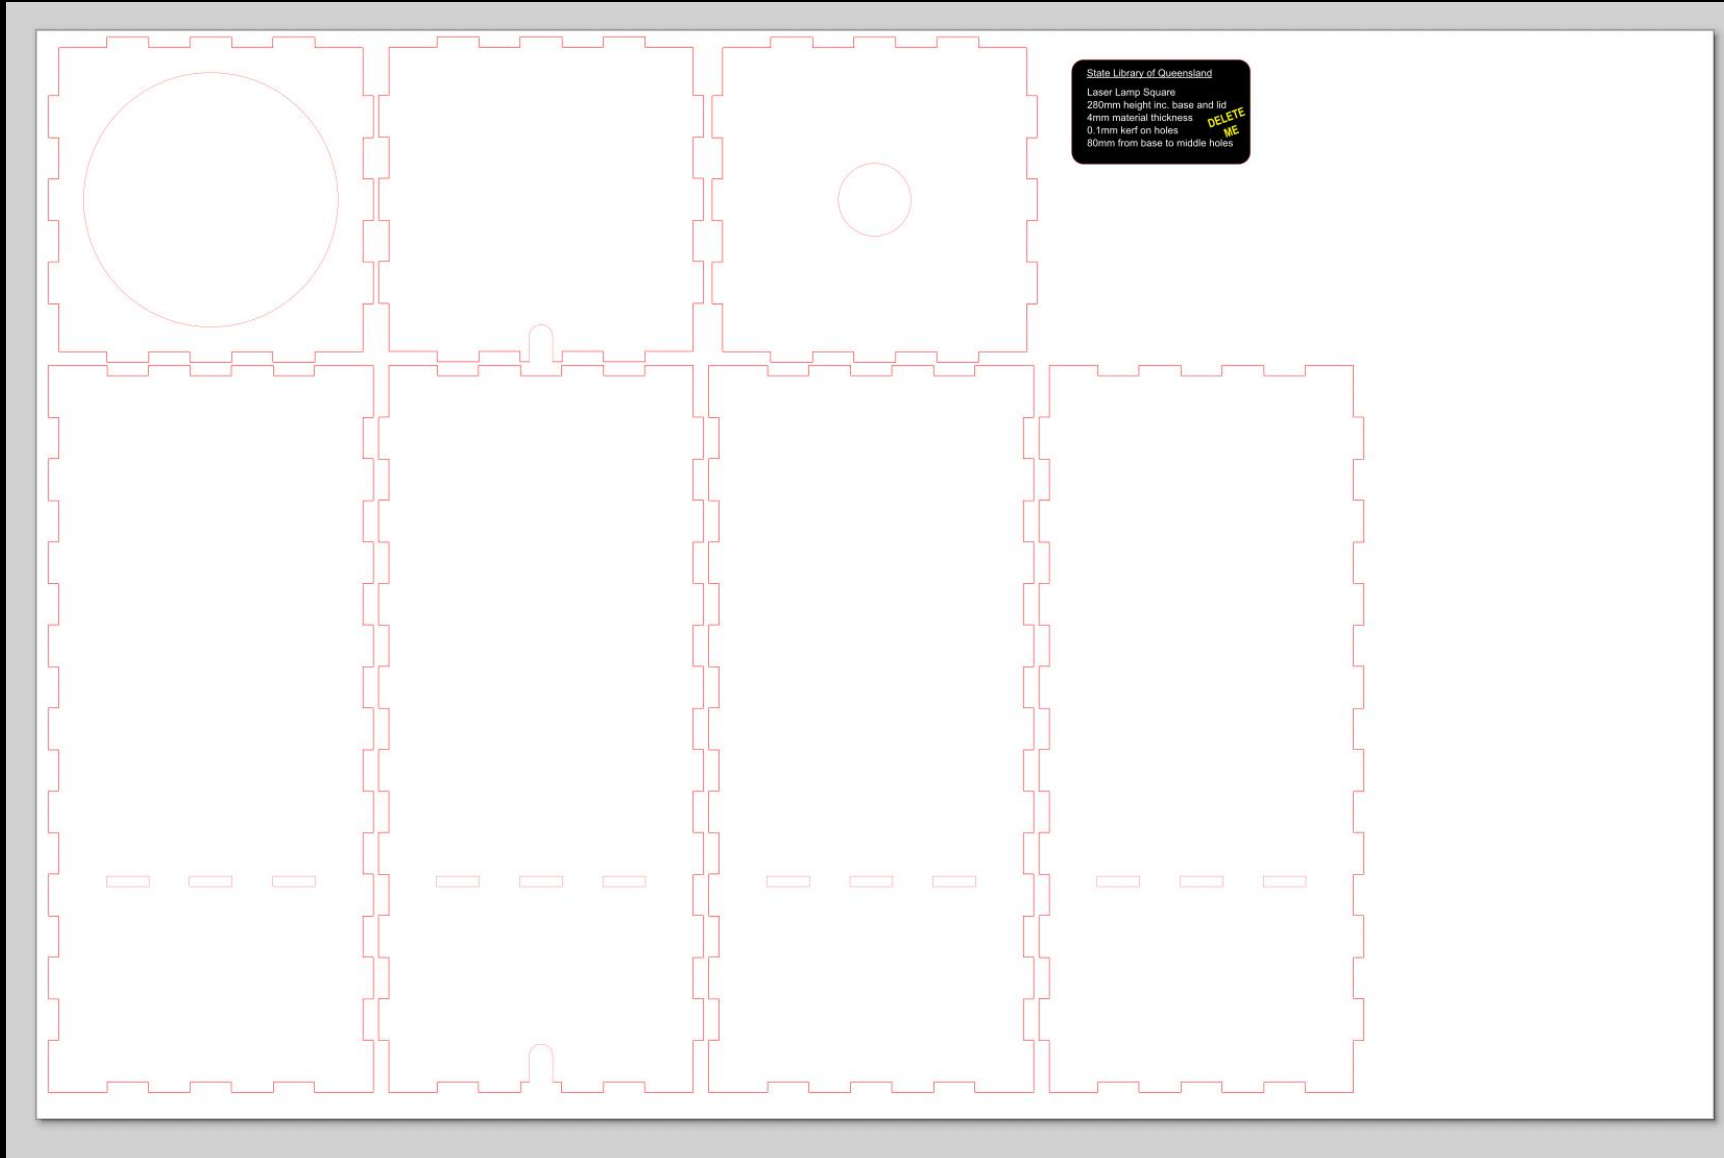 State Library of Queensland
Laser Lamp Square
280mm height inc. base and lid
4mm material thickness
0.1mm kerf on holes
80mm from base to middle holes
DELETE
ME